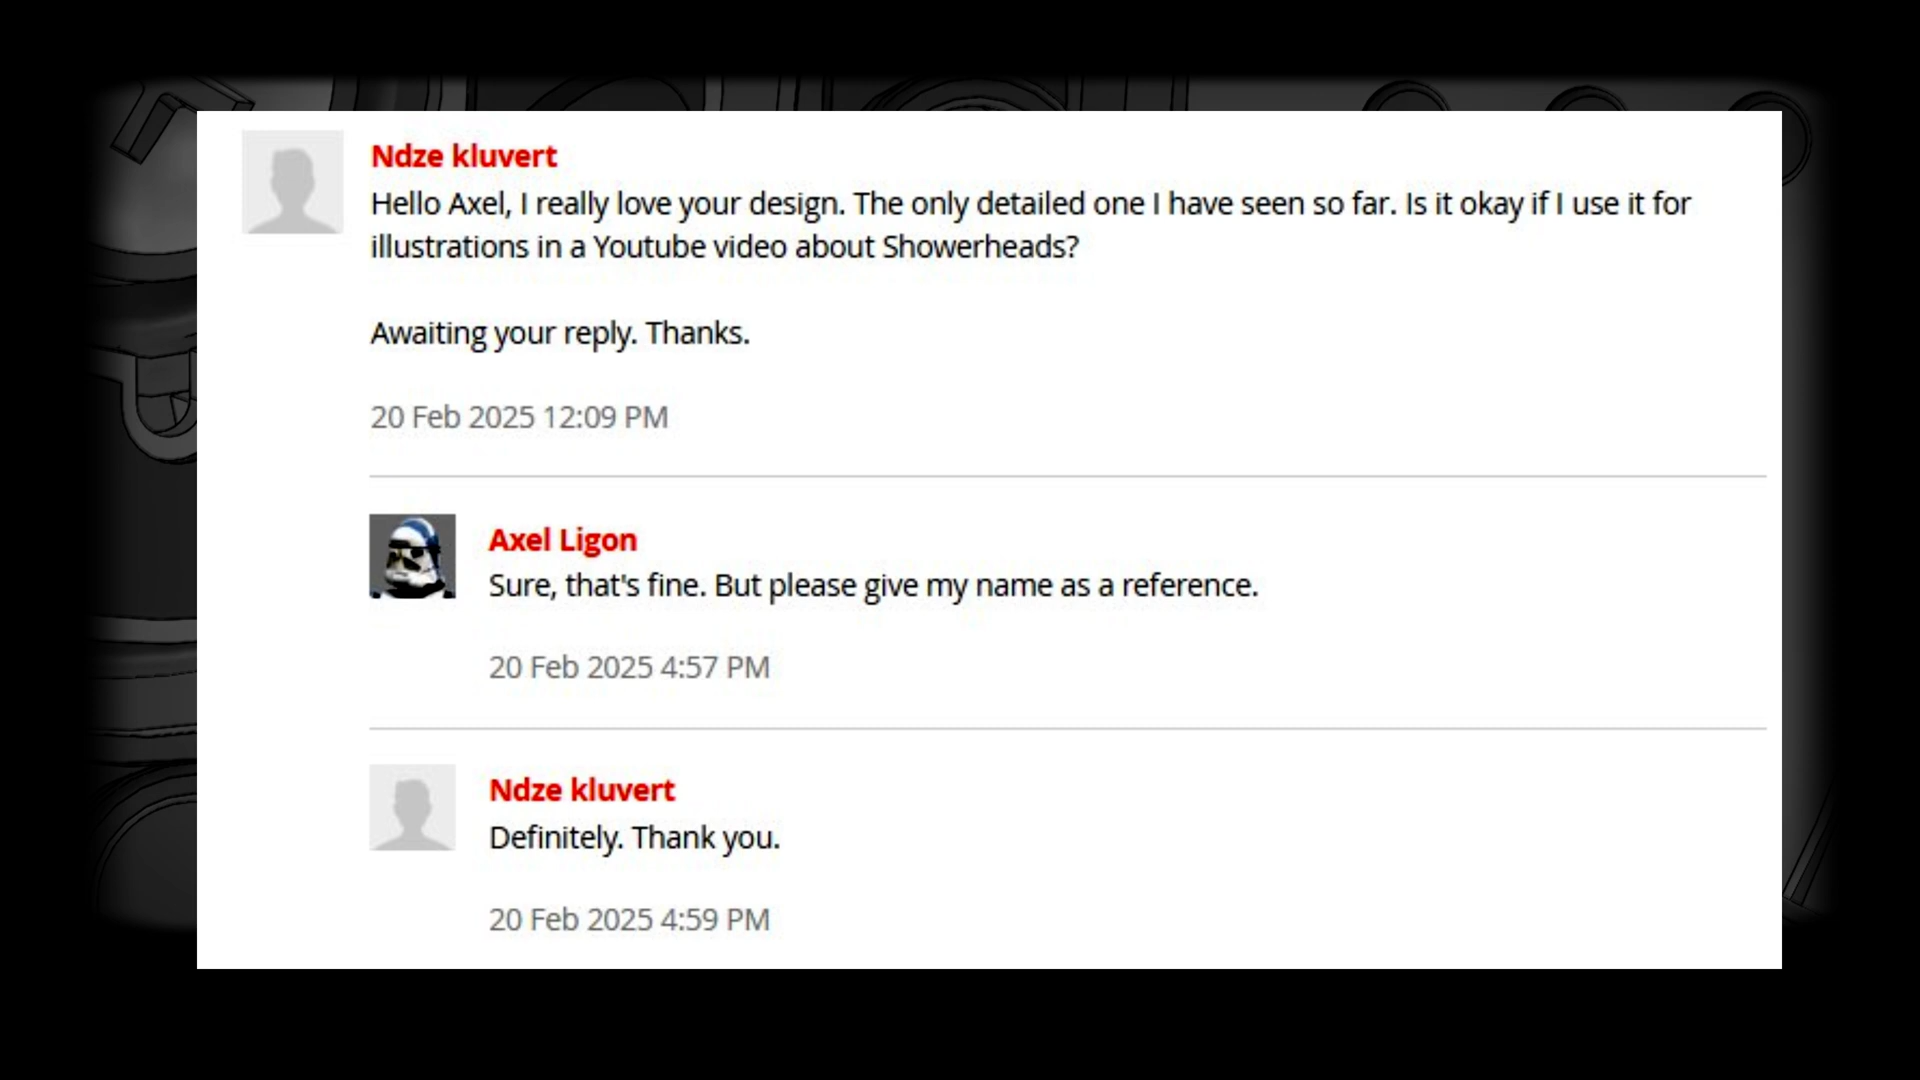 Ndze kluvert
Hello Axel, I really love your design. The only detailed one I have seen so far. Is it okay if I use it for
illustrations in a Youtube video about Showerheads?
Awaiting your reply. Thanks.
20 Feb 2025 12:09 PM
Axel Ligon
Sure, that's fine. But please give my name as a reference.
20 Feb 2025 4:57 PM
Ndze kluvert
Definitely. Thank you.
20 Feb 2025 4:59 PM